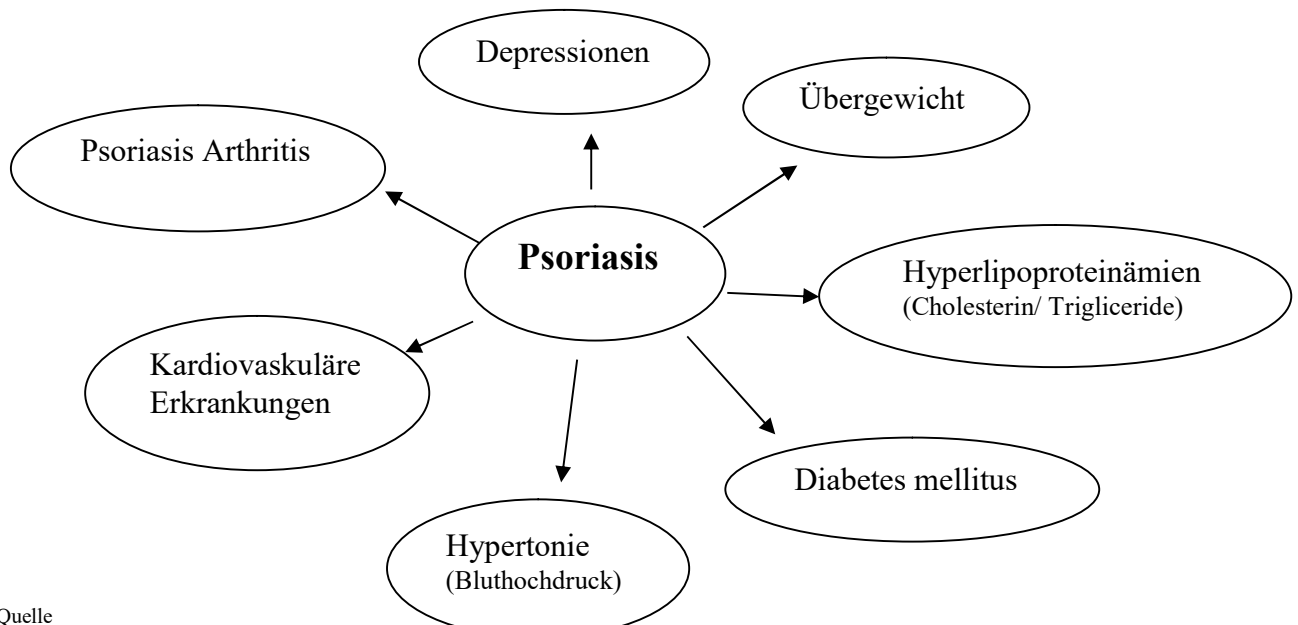 Depressionen
Übergewicht
Psoriasis Arthritis
Psoriasis
Hyperlipoproteinämien
(Cholesterin/ Trigliceride)
Kardiovaskuläre
Erkrankungen
Diabetes mellitus
Hypertonie
(Bluthochdruck)
Quelle